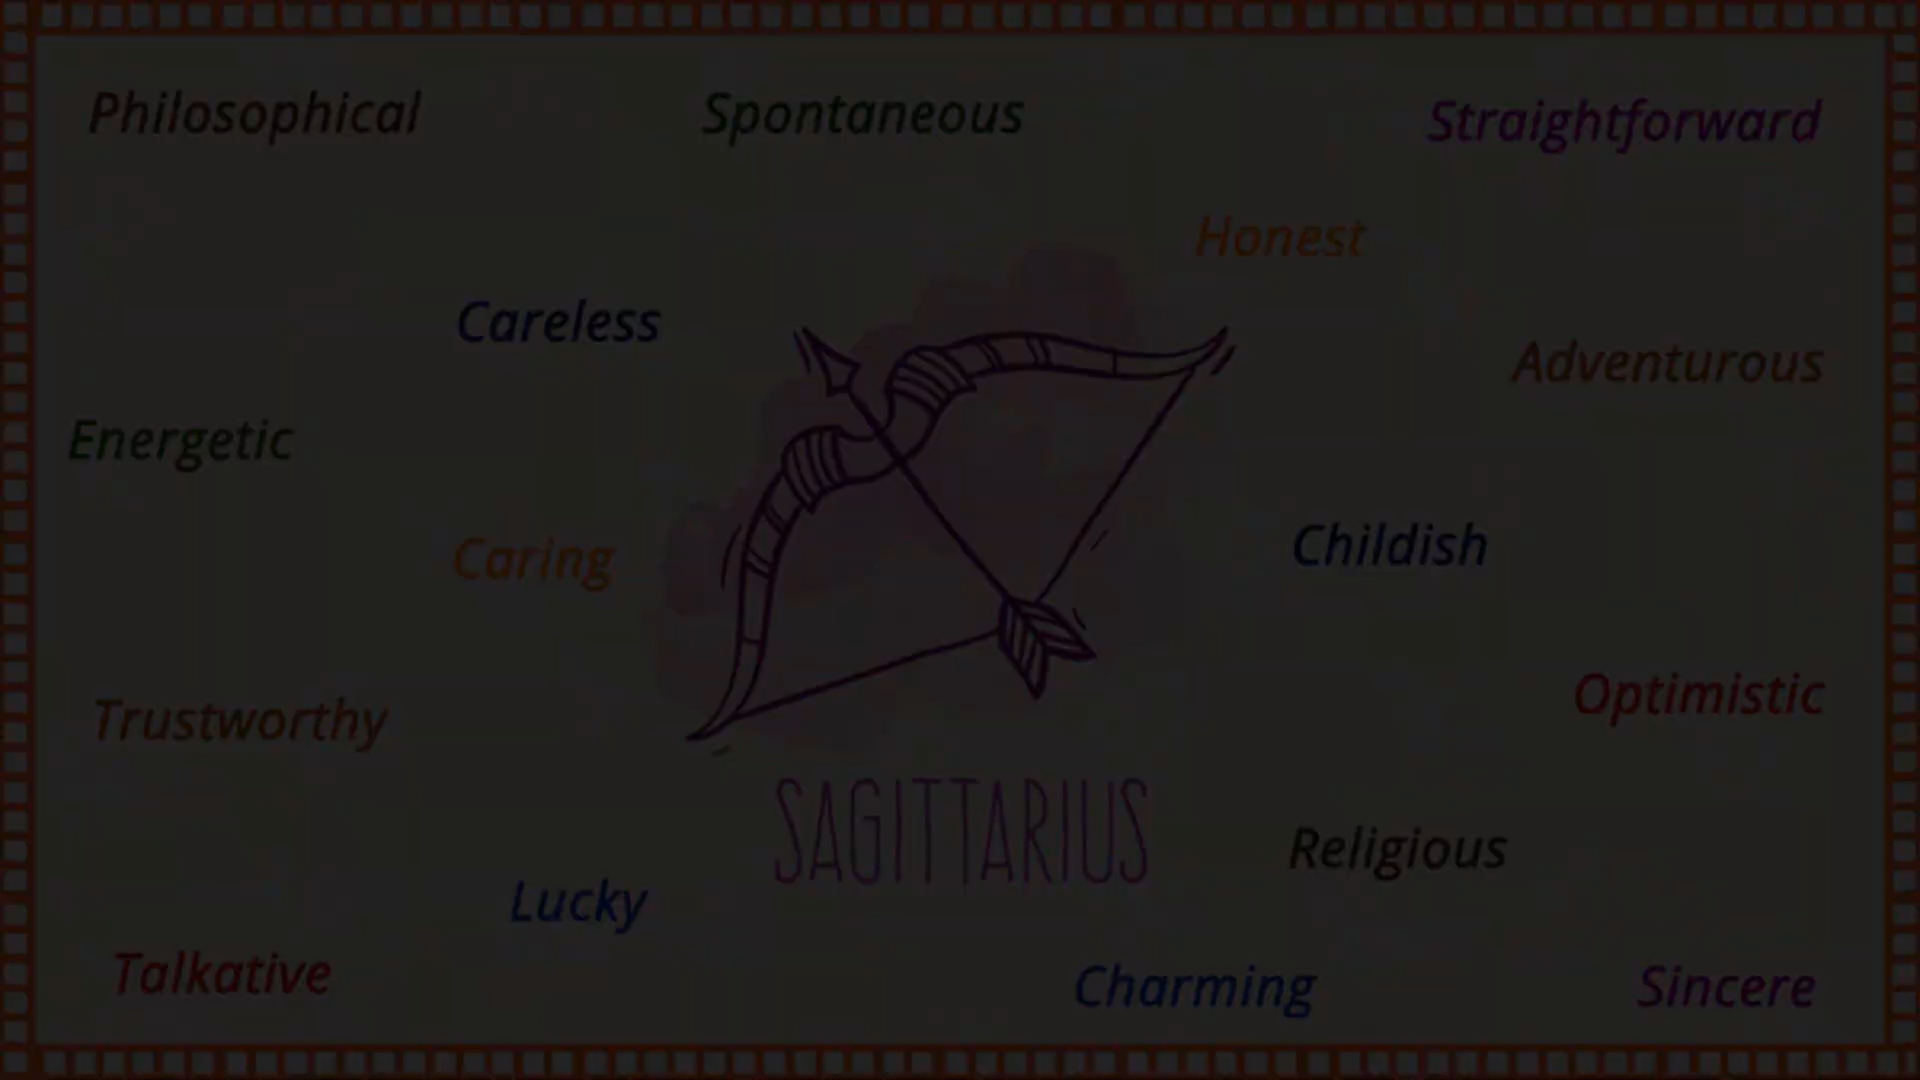 Philosophical
Spontaneous
Straightforward
Honest
Careless
Adventurous
Energetic
Caring
Childish
Trustworthy
Optimistic
SAGITTARIUS
Religious
Lucky
Talkative
Charming
Sincere